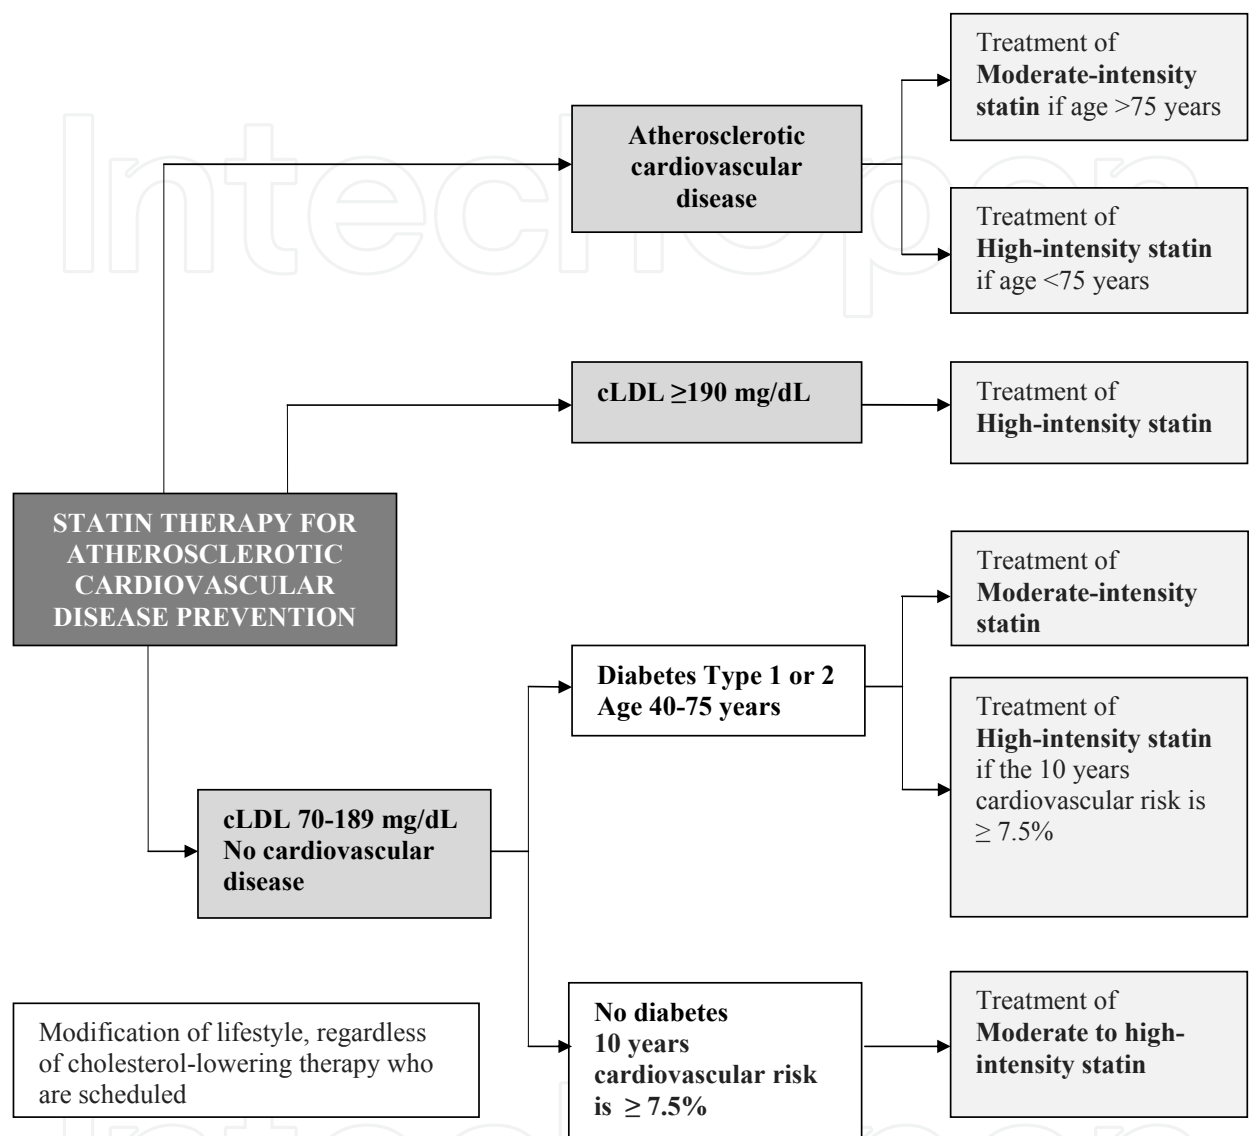 Treatment of
Moderate-intensity
statin if age >75 years
Atherosclerotic
cardiovascular
disease
Treatment of
High-intensity statin
if age <75 years
cLDL ≥190 mg/dL
Treatment of
High-intensity statin
STATIN THERAPY FOR
ATHEROSCLEROTIC
CARDIOVASCULAR
DISEASE PREVENTION
Treatment of
Moderate-intensity
statin
Diabetes Type 1 or 2
Age 40-75 years
Treatment of
High-intensity statin
if the 10 years
cardiovascular risk is
≥ 7.5%
cLDL 70-189 mg/dL
No cardiovascular
disease
No diabetes
10 years
cardiovascular risk
is ≥ 7.5%
Treatment of
Moderate to high-
intensity statin
Modification of lifestyle, regardless
of cholesterol-lowering therapy who
are scheduled
IntechOpen